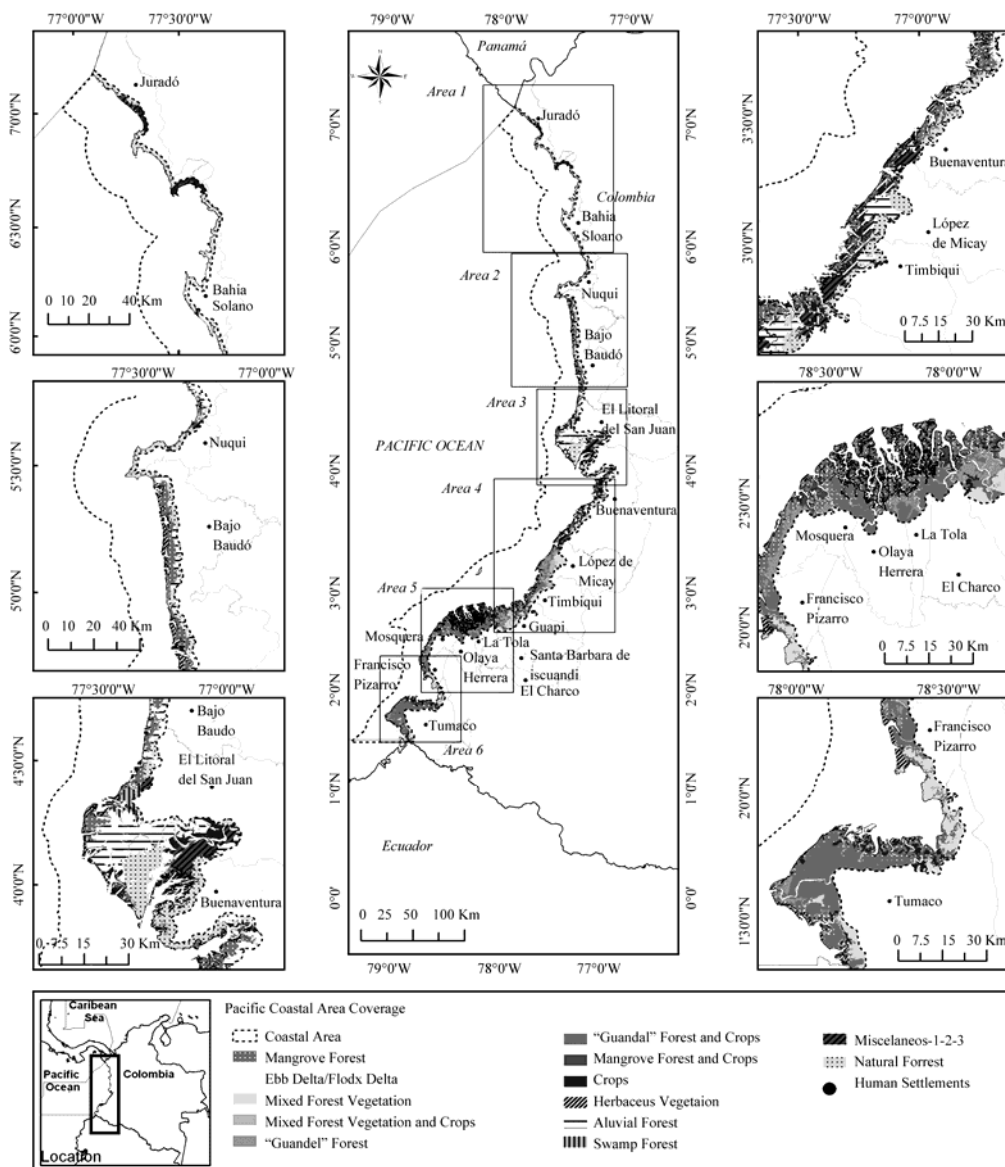 77°00'W
77°30'0"W
7°0'0"N
6°30'0"N
6°0'0"N
Juradó
Bahia
Solano
0 10 20 40 Km
77°30'0"W
77°0'0"W
5°30'0"N
5°0'0"N
Nuqui
Bajo
Baudó
0 10 20 40 Km
77°30'0"W
77°0'0"W
4°30'0"N
4°0'0"N
Bajo
Baudo
El Litoral
del San Juan
Buenaventura
0 7.5 15 30 Km
79°0'W
78°0'W
77°0'W
Panamá
Area 1
Juradó
Colombia
Bahia
Sloano
Area 2
Nuqui
Bajo
Baudó
Area 3
El Litoral
del San Juan
PACIFIC OCEAN
Area 4
Buenaventura
López de
Micay
Area 5
Timbiqui
Guapi
Mosquera
La Tola
Olaya
Herrera
Santa Barbara de
iscuandi
Francisco
Pizarro
El Charco
Tumaco
Area 6
Ecuador
0 25 50 100 Km
7°0'N
6°0'N
5°0'N
4°0'N
3°0'N
2°0'N
1°0'N
0°0'
7°0'N
6°0'N
5°0'N
4°0'N
3°0'N
2°0'N
1°0'N
0°0'
79°0'W
78°0'W
77°0'W
77°30'0"W
77°0'0"W
3°30'0"N
3°0'0"N
Buenaventura
López
de Micay
Timbiqui
0 7.5 15 30 Km
78°30'0"W
78°0'0"W
2°30'0"N
2°0'0"N
Mosquera
La Tola
Olaya
Herrera
El Charco
Francisco
Pizarro
0 7.5 15 30 Km
78°0'0"W
78°30'0"W
2°0'0"N
1°30'0"N
Francisco
Pizarro
Tumaco
0 7.5 15 30 Km
Caribbean
Sea
Pacific
Ocean
Colombia
Location
Pacific Coastal Area Coverage
Coastal Area
Mangrove Forest
Ebb Delta/Flodx Delta
Mixed Forest Vegetation
Mixed Forest Vegetation and Crops
"Guandel" Forest
"Guandal" Forest and Crops
Mangrove Forest and Crops
Crops
Herbaceus Vegetaion
Aluvial Forest
Swamp Forest
Miscelaneos-1-2-3
Natural Forrest
Human Settlements